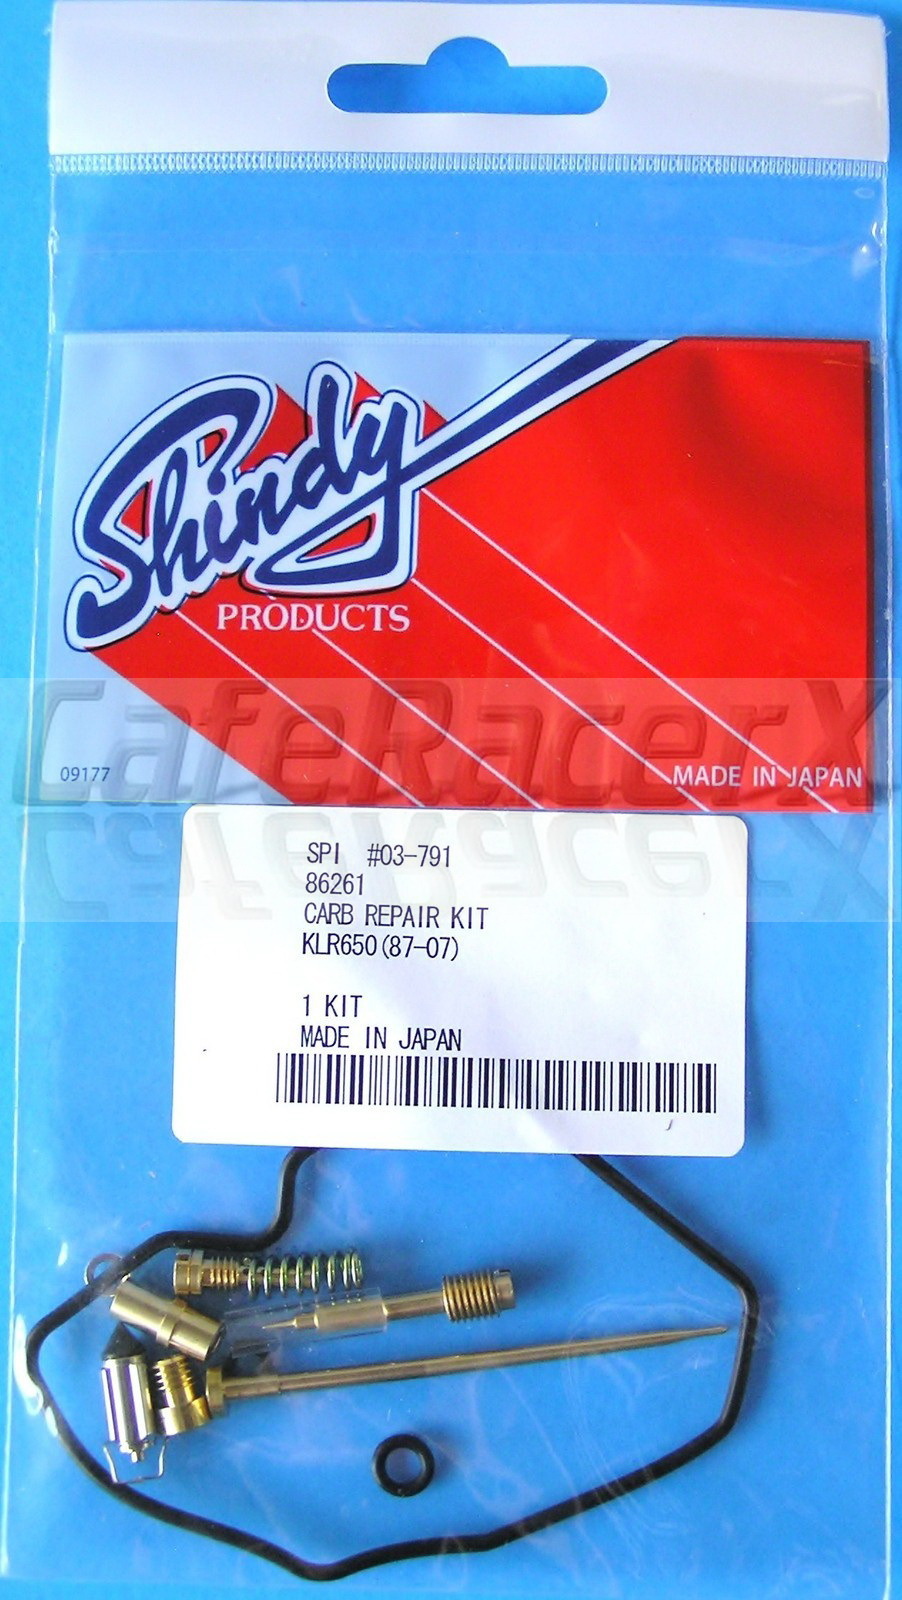 Shindy
PRODUCTS
CafeRacerX
09177
MADE IN JAPAN
SPI #03-791
86261
CARB REPAIR KIT
KLR650(87-07)
1 KIT
MADE IN JAPAN